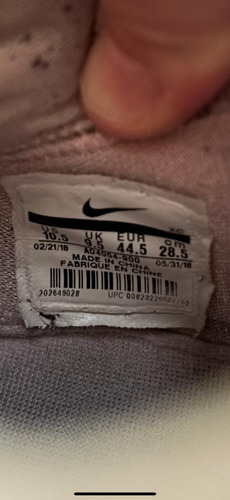 US UK EUR cm
10.5 9.5 44.5 28.5
02/21/18 05/31/18
MADE IN CHINA
FABRIQUE EN CHINE
202649028 UPC